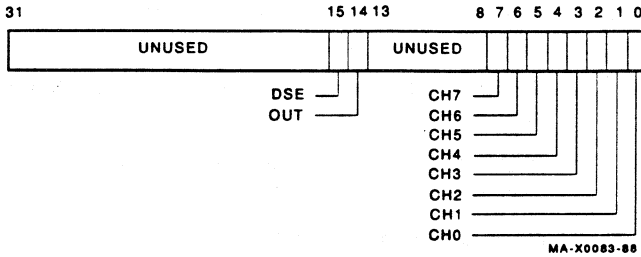 31 15 14 13 8 7 6 5 4 3 2 1 0
UNUSED UNUSED
DSE CH7
OUT CH6
CH5
CH4
CH3
CH2
CH1
CH0
MA-X0083-86